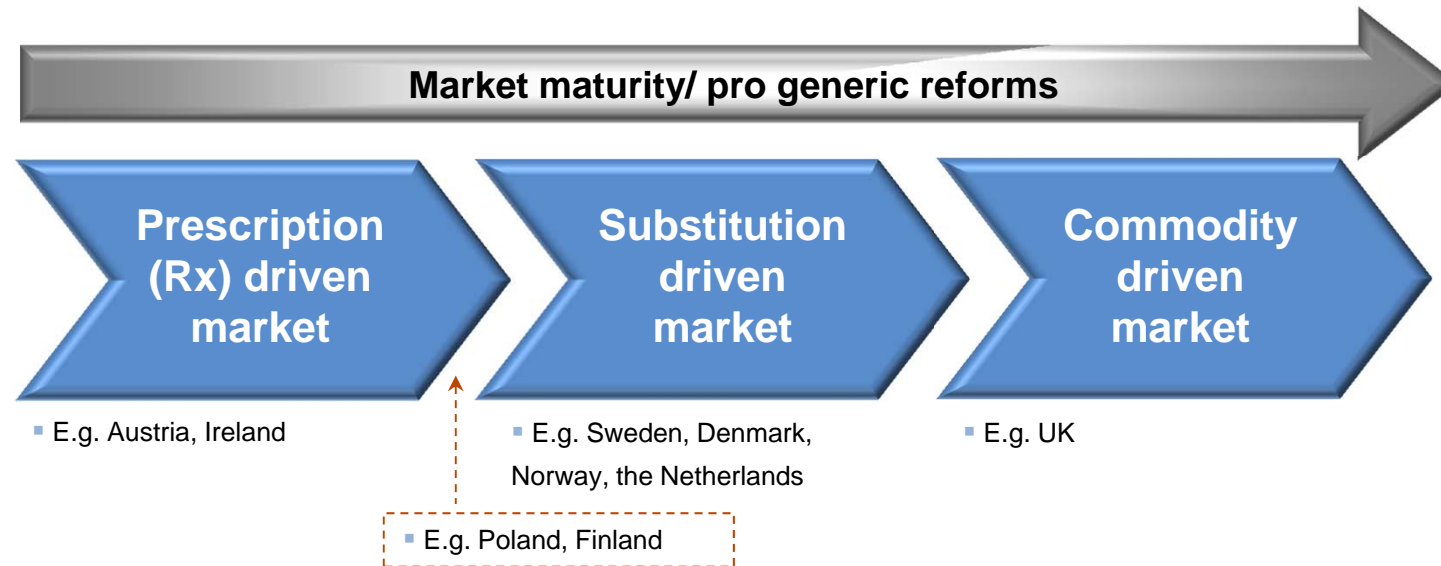 Market maturity/ pro generic reforms
Prescription
(Rx) driven
market
Substitution
driven
market
Commodity
driven
market
▪ E.g. Austria, Ireland
▪ E.g. Sweden, Denmark,
Norway, the Netherlands
▪ E.g. UK
▪ E.g. Poland, Finland